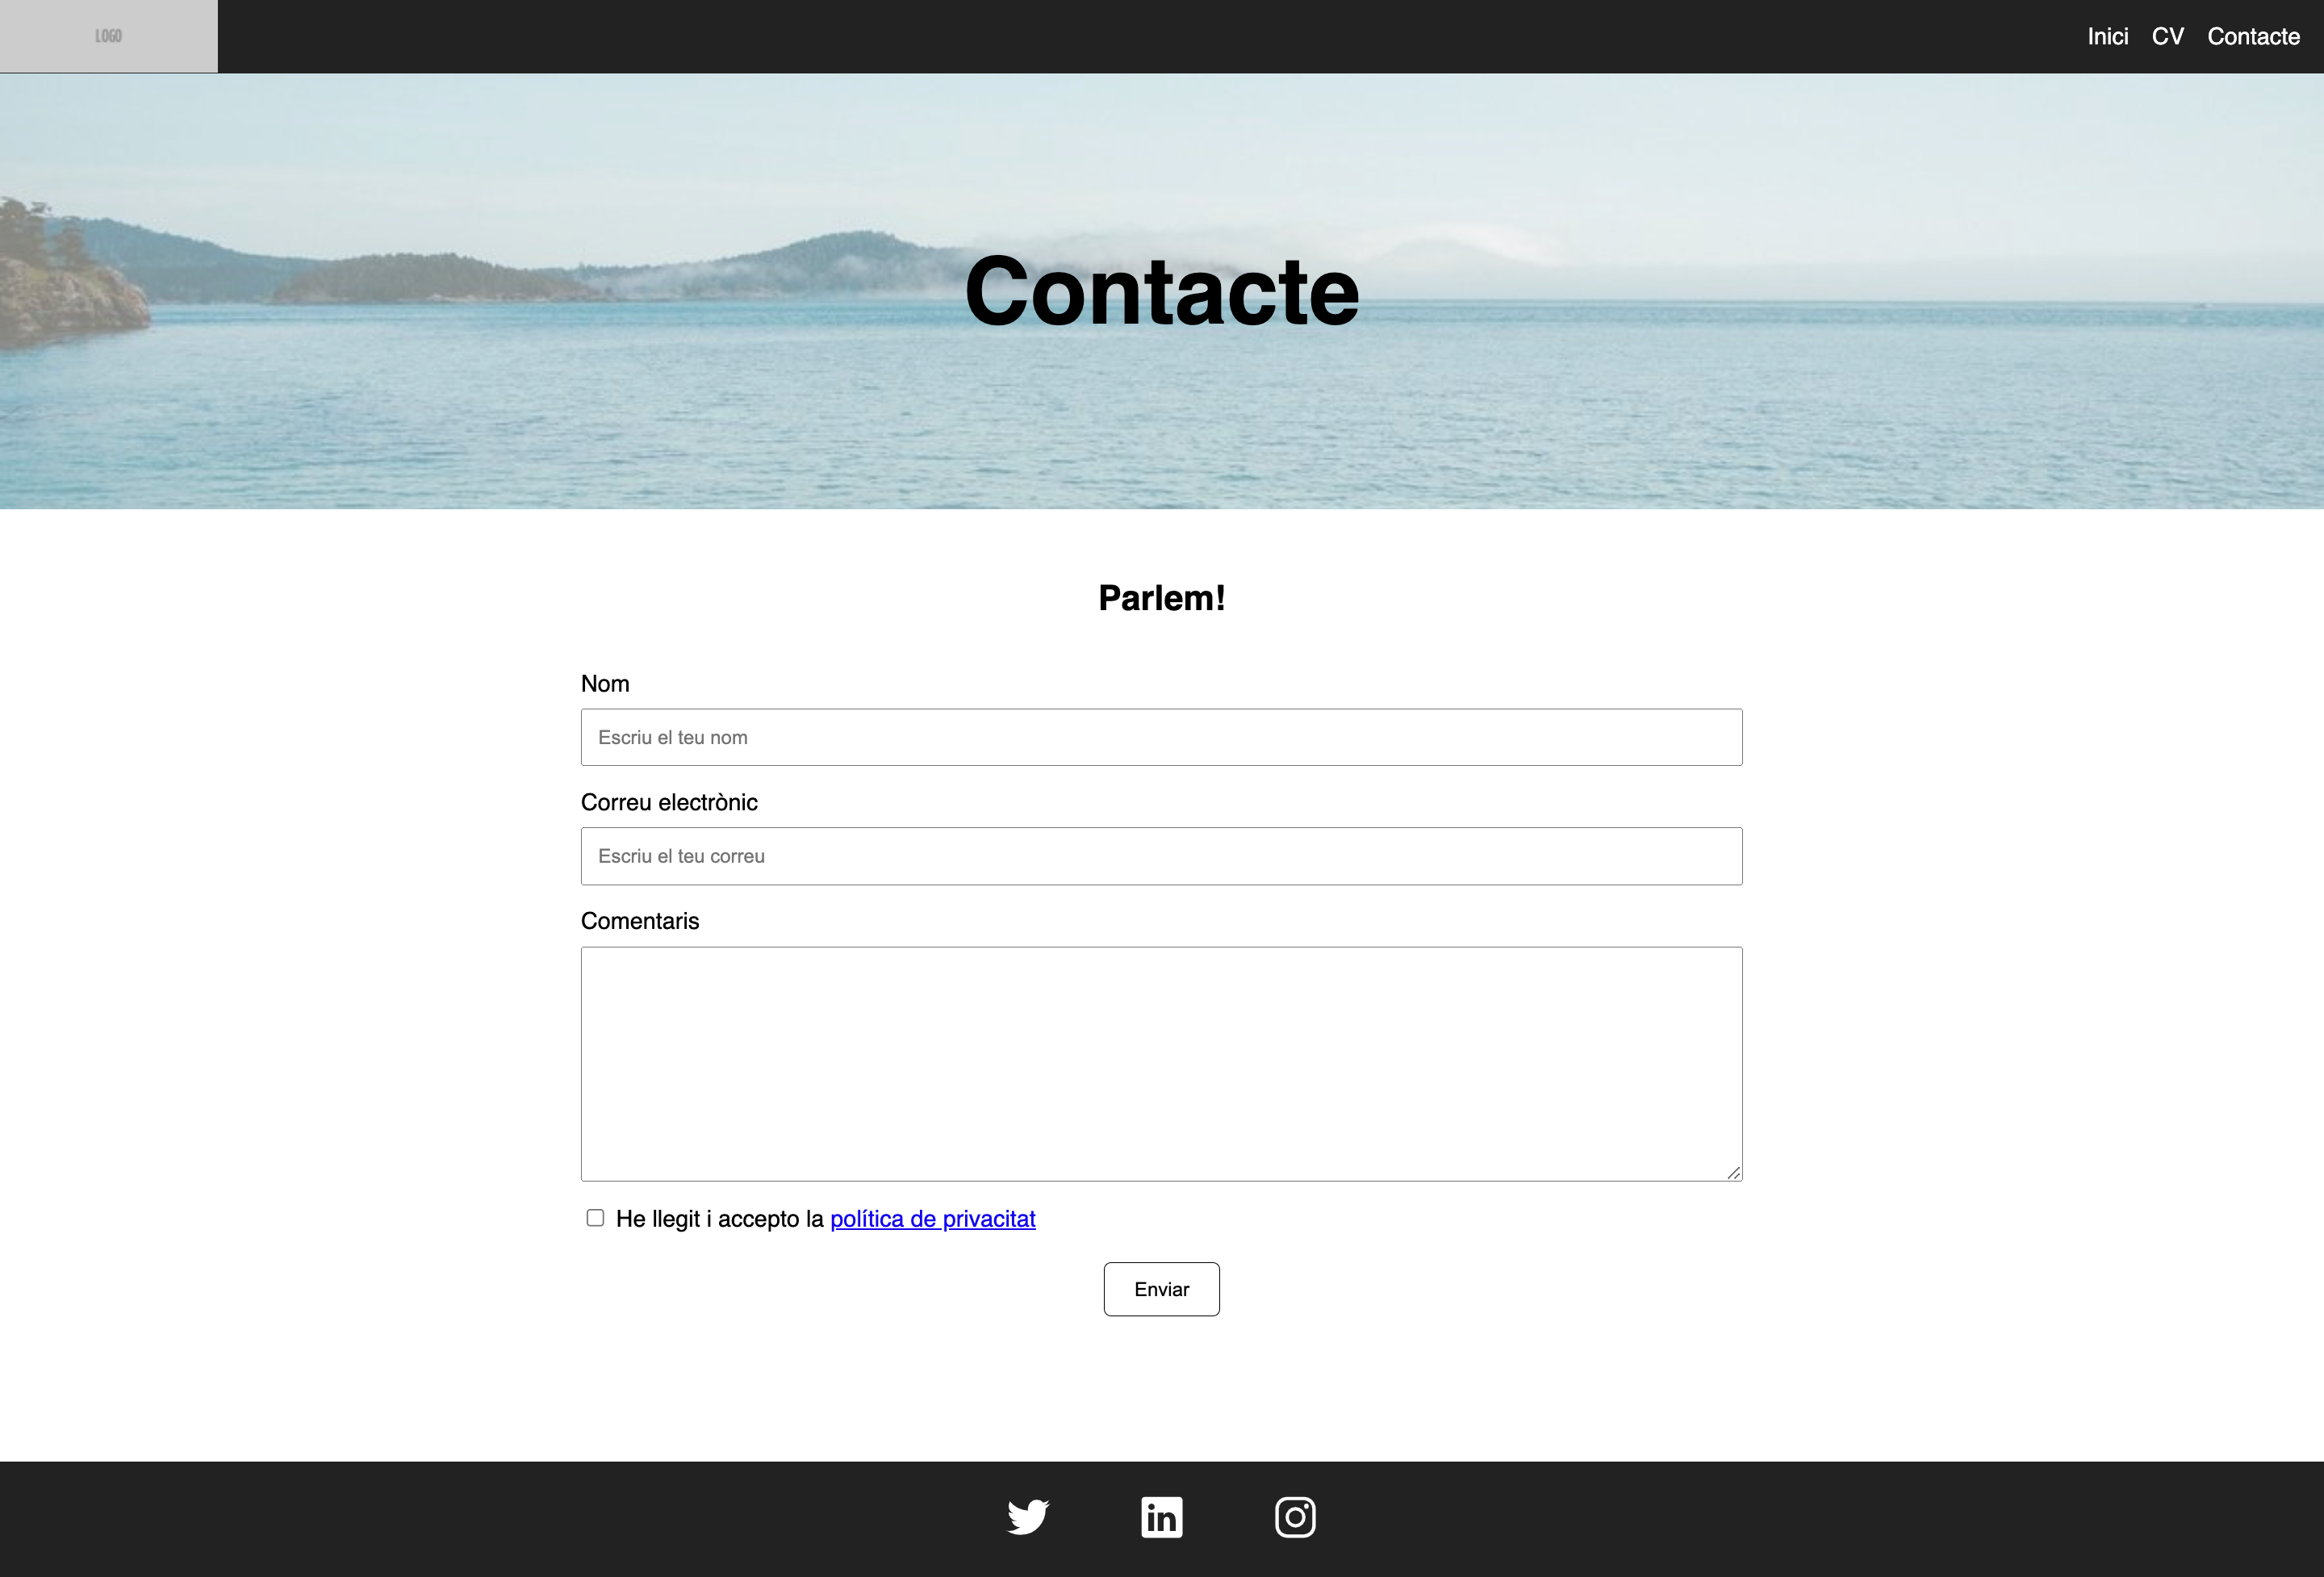 LOGO
Inici CV Contacte
Contacte
Parlem!
Nom
Escriu el teu nom
Correu electrònic
Escriu el teu correu
Comentaris
He llegit i accepto la política de privacitat
Enviar
in